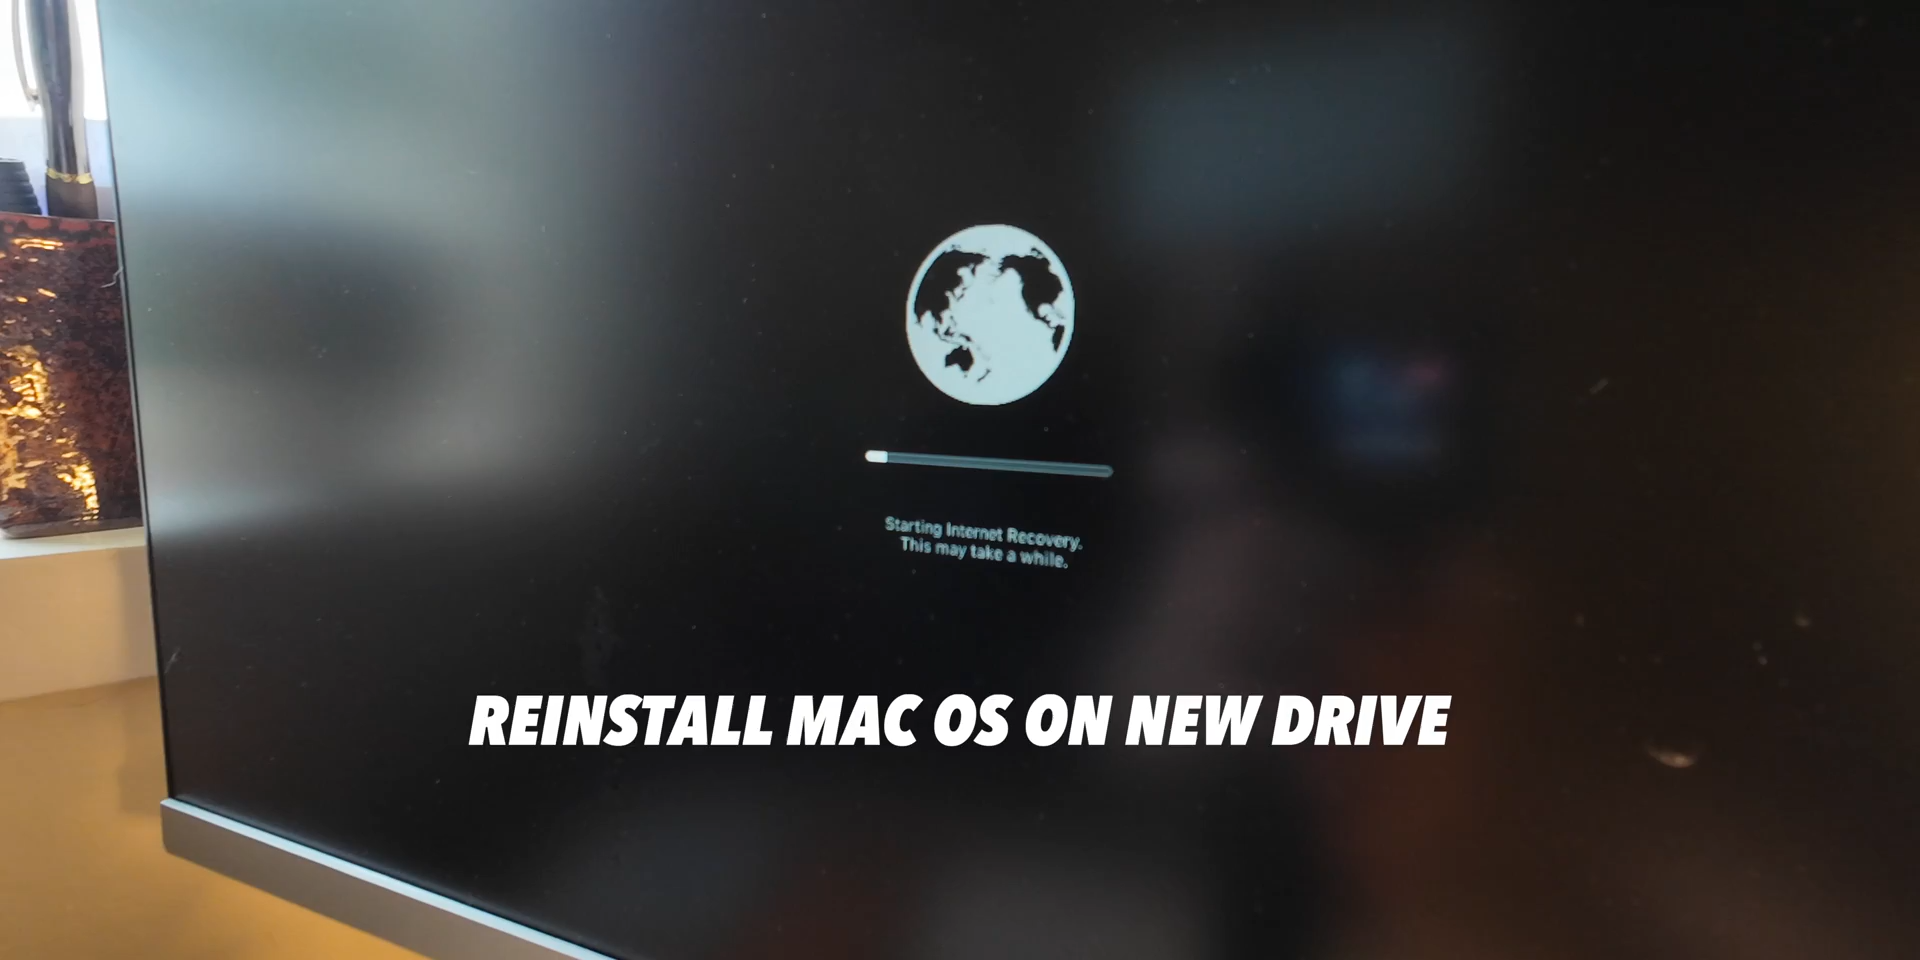 Starting Internet Recovery.
This may take a while.
REINSTALL MAC OS ON NEW DRIVE